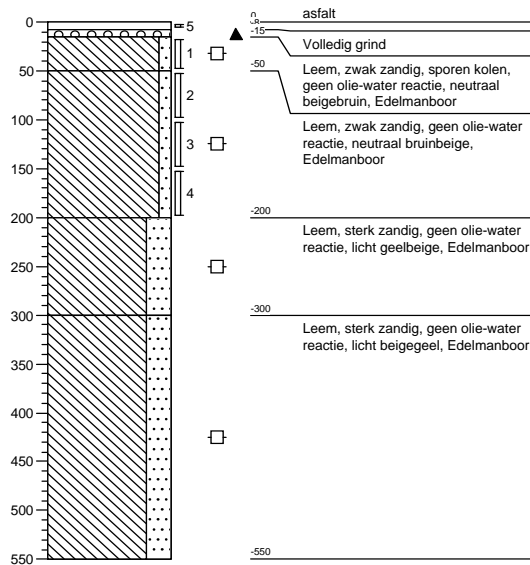 0
50
100
150
200
250
300
350
400
450
500
550
5
1
2
3
4
0
-8
-15
-50
-200
-300
-550
asfalt
Volledig grind
Leem, zwak zandig, sporen kolen,
geen olie-water reactie, neutraal
beigebruin, Edelmanboor
Leem, zwak zandig, geen olie-water
reactie, neutraal bruinbeige,
Edelmanboor
Leem, sterk zandig, geen olie-water
reactie, licht geelbeige, Edelmanboor
Leem, sterk zandig, geen olie-water
reactie, licht beigegeel, Edelmanboor